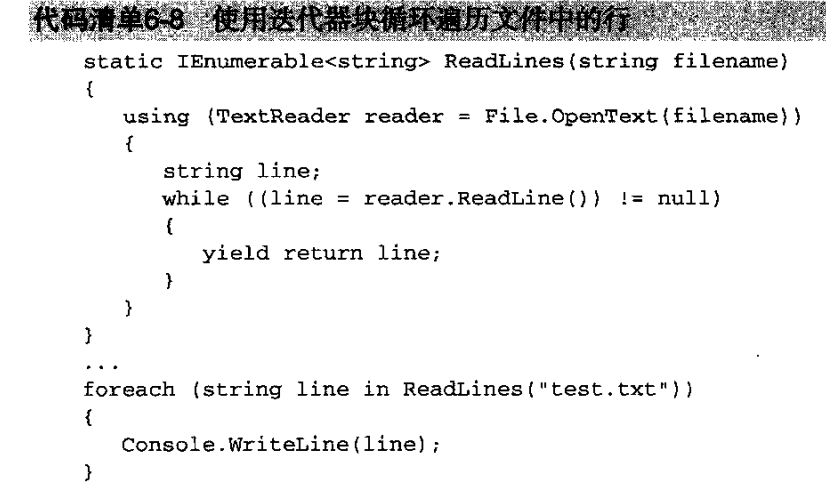 代码清单6-8 使用迭代器块循环遍历文件中的行
static IEnumerable<string> ReadLines(string filename)
{
using (TextReader reader = File.OpenText(filename))
{
string line;
while ((line = reader.ReadLine()) != null)
{
yield return line;
}
}
}
...
foreach (string line in ReadLines("test.txt"))
{
Console.WriteLine(line);
}